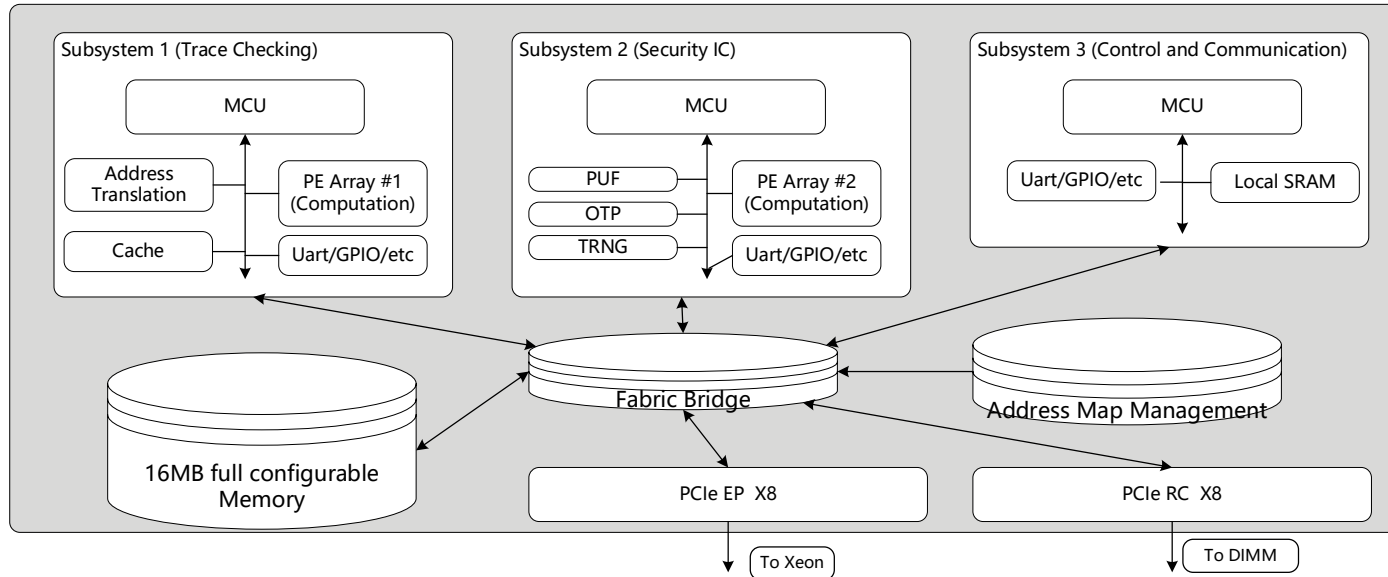 Subsystem 1 (Trace Checking)
MCU
Address
Translation
PE Array #1
(Computation)
Cache
Uart/GPIO/etc
Subsystem 2 (Security IC)
MCU
PUF
OTP
TRNG
PE Array #2
(Computation)
Uart/GPIO/etc
Subsystem 3 (Control and Communication)
MCU
Uart/GPIO/etc
Local SRAM
Fabric Bridge
Address Map Management
16MB full configurable
Memory
PCIe EP X8
PCIe RC X8
To Xeon
To DIMM